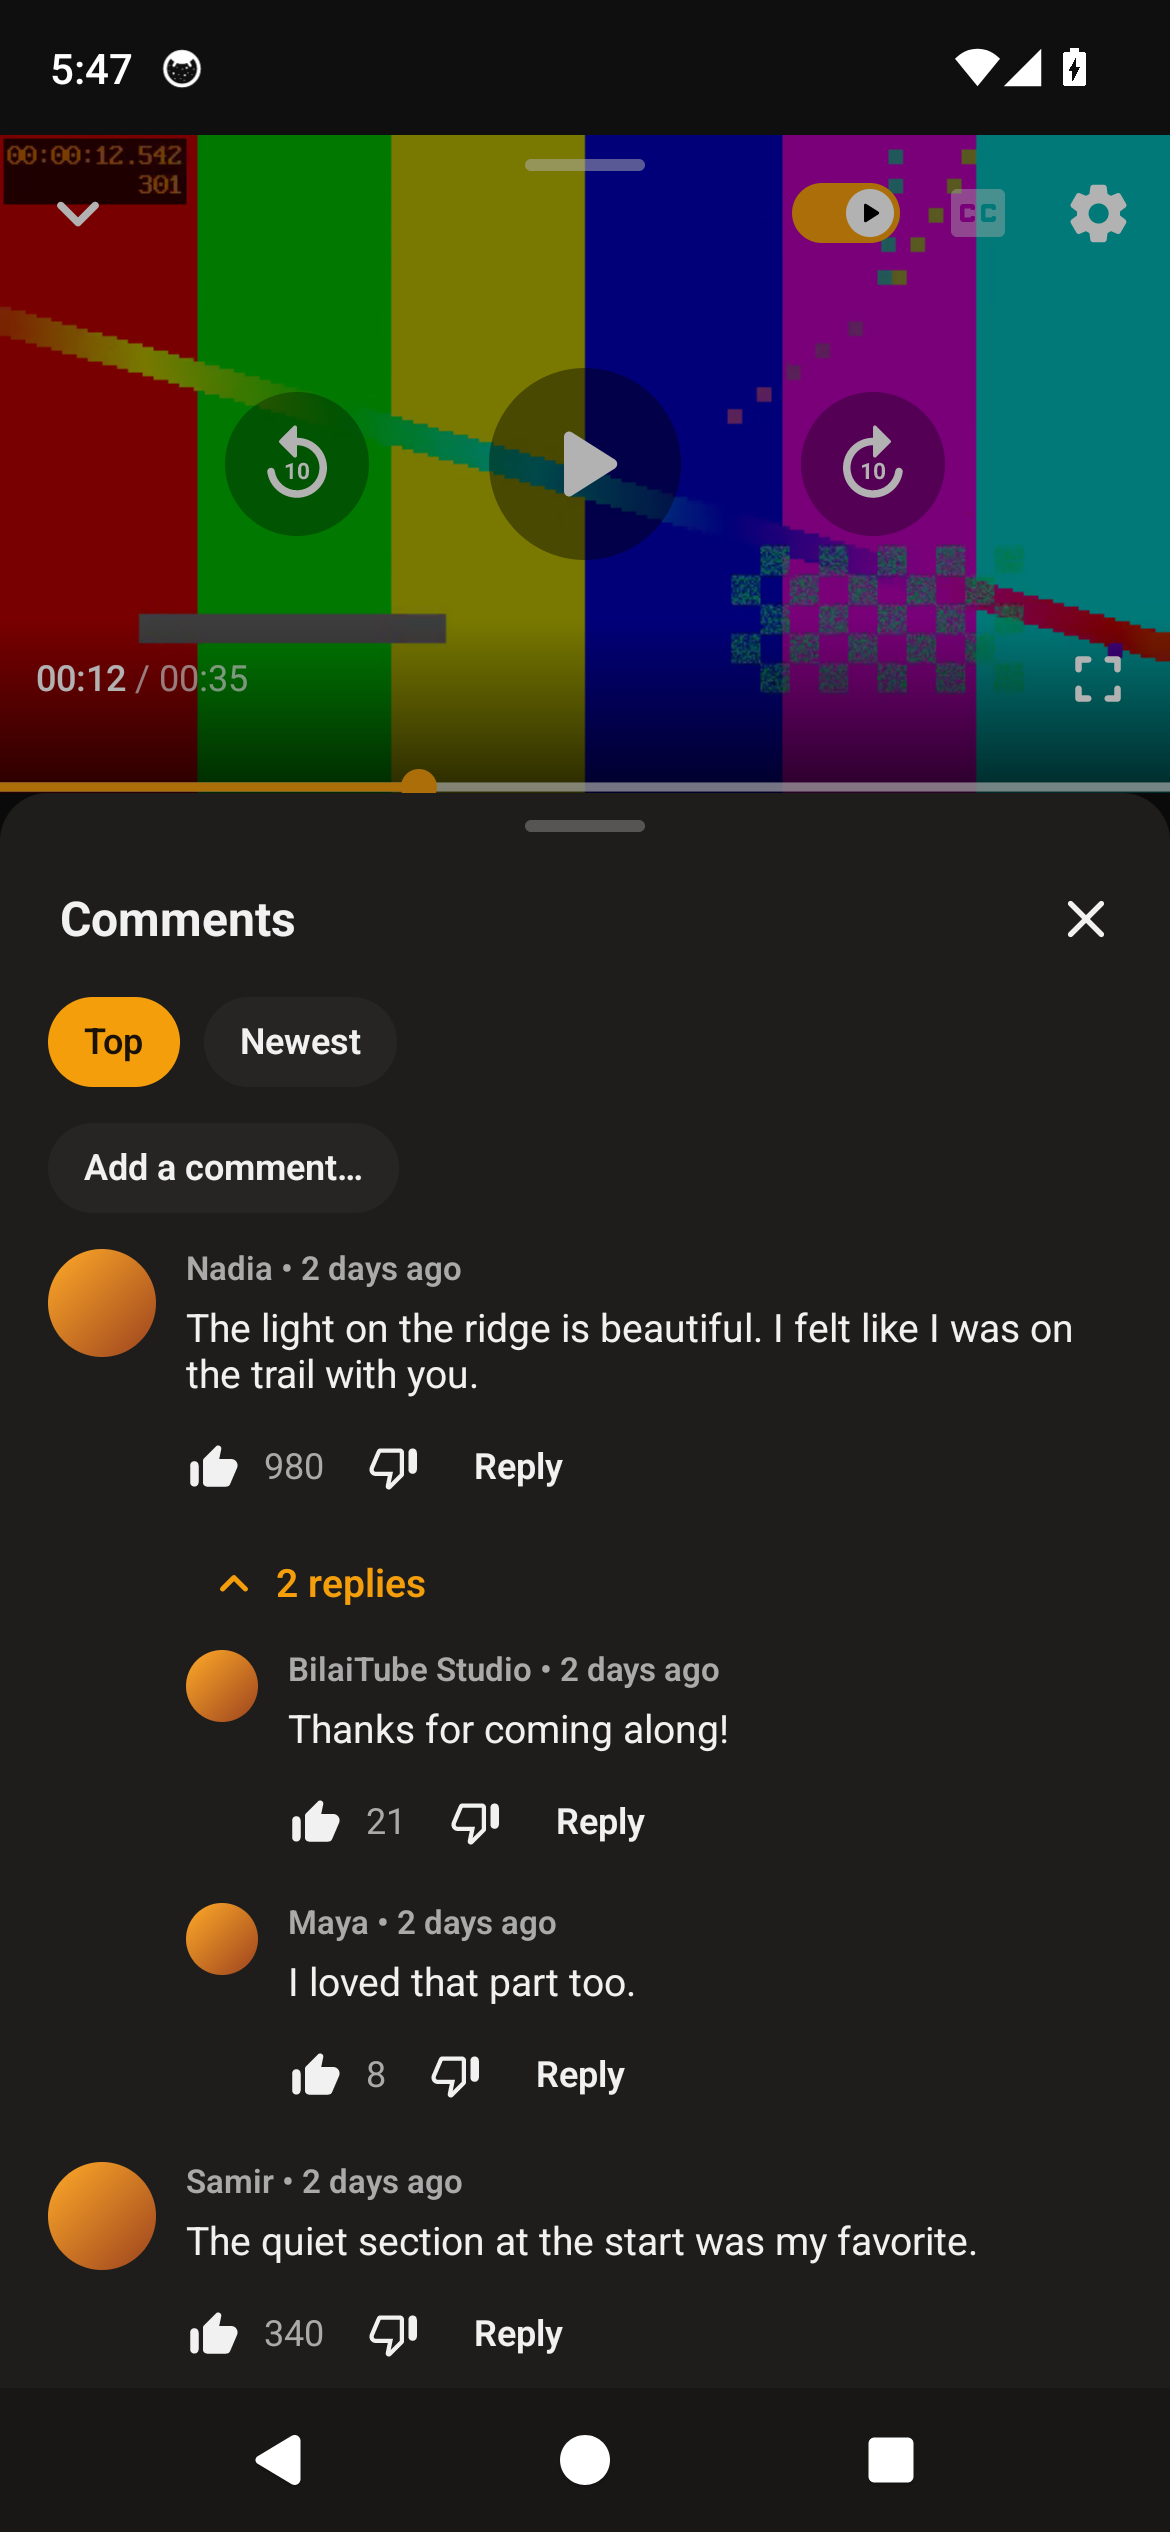 5:47
00:00:12.542
301
CC
10
10
00:12 / 00:35
Comments
Top
Newest
Add a comment…
Nadia • 2 days ago
The light on the ridge is beautiful. I felt like I was on
the trail with you.
980
Reply
2 replies
BilaiTube Studio • 2 days ago
Thanks for coming along!
21
Reply
Maya • 2 days ago
I loved that part too.
8
Reply
Samir • 2 days ago
The quiet section at the start was my favorite.
340
Reply